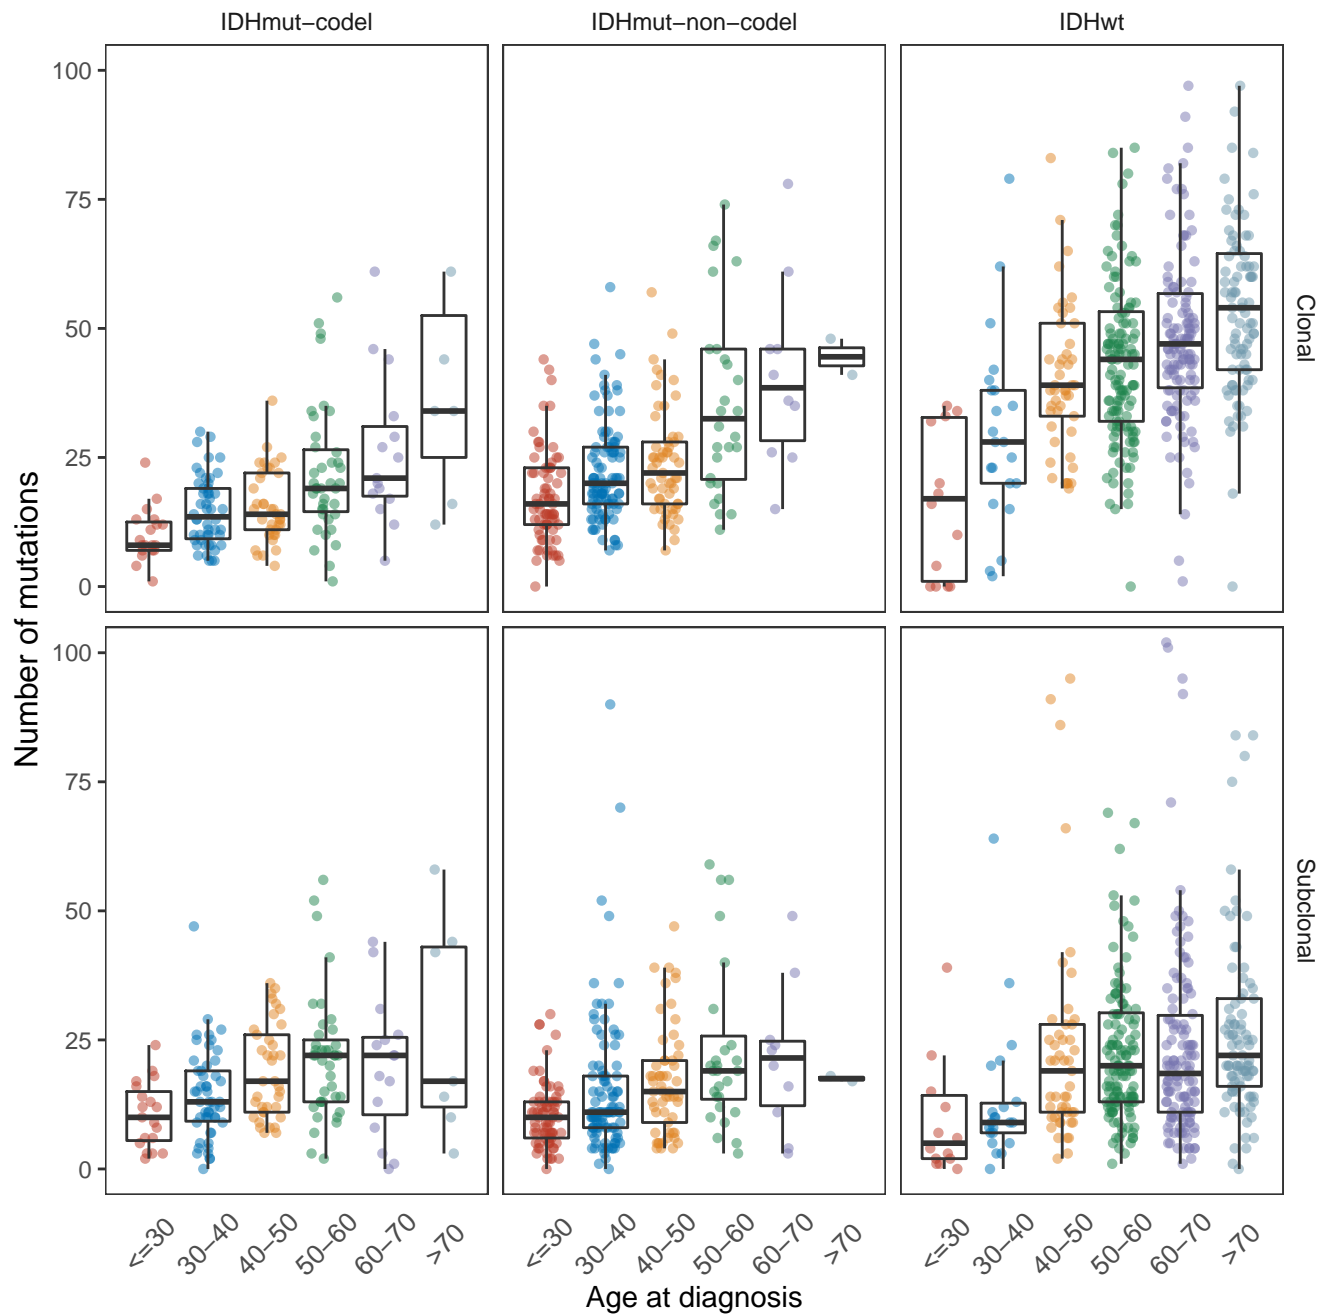 IDHmut−codel IDHmut−non−codel IDHwt
100
75
50
25
0
Clonal
100
75
50
25
0
Subclonal
Number of mutations
<=30 30−40 40−50 50−60 60−70 >70 <=30 30−40 40−50 50−60 60−70 >70 <=30 30−40 40−50 50−60 60−70 >70
Age at diagnosis